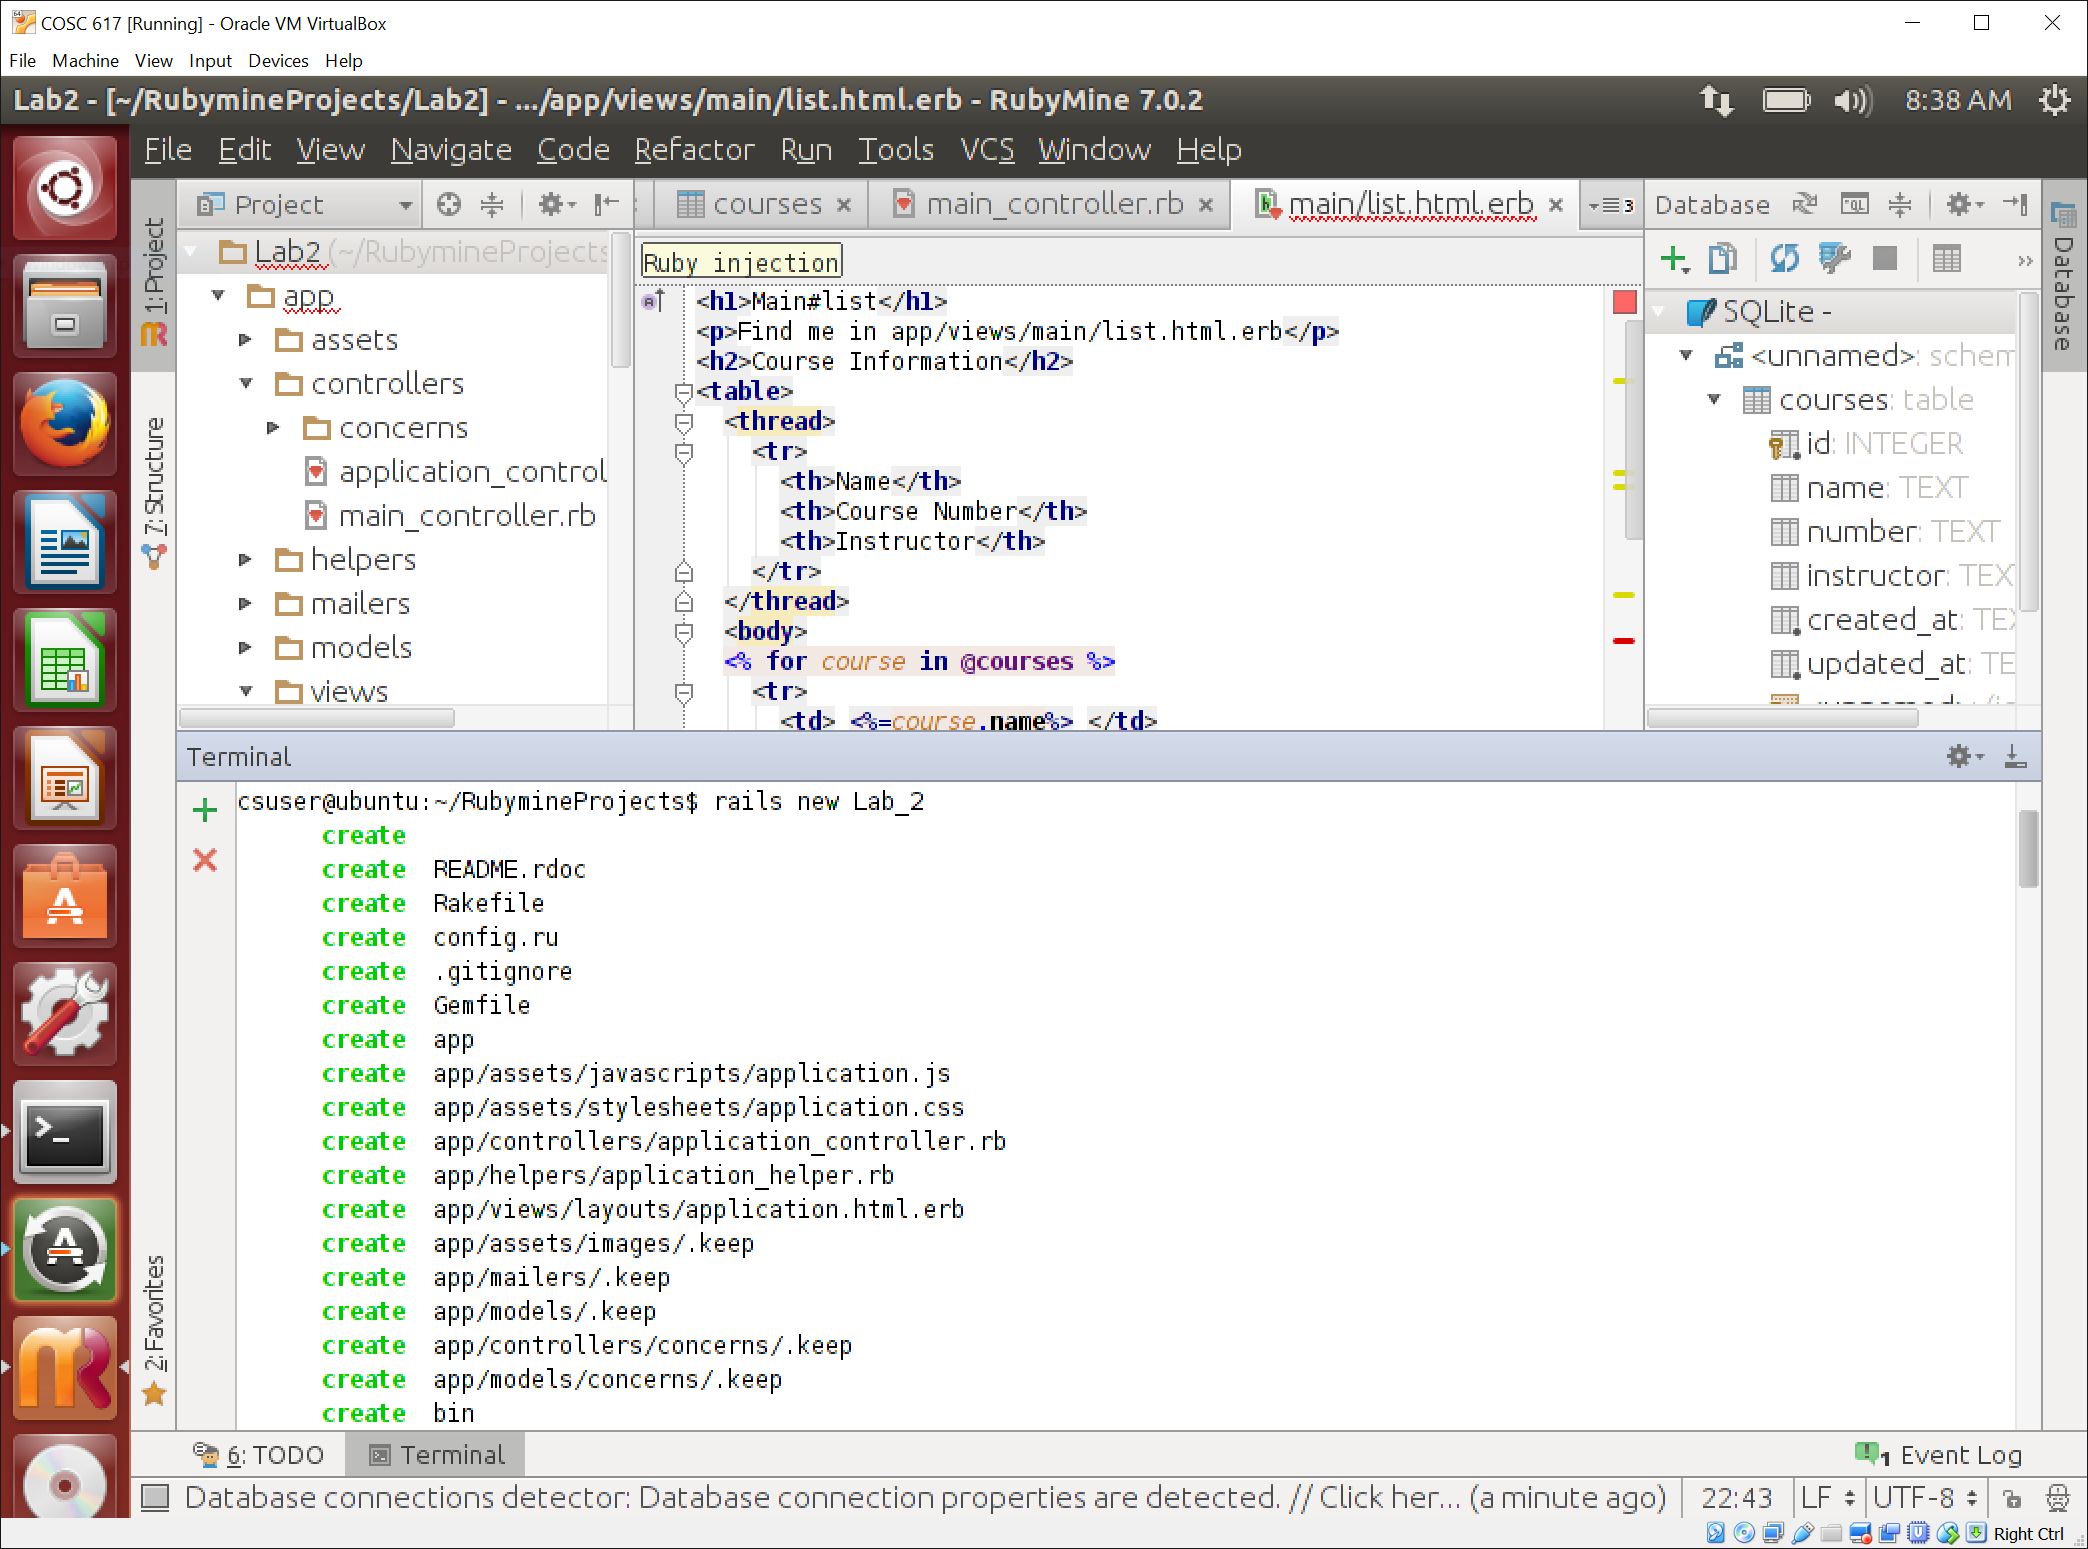 COSC 617 [Running] - Oracle VM VirtualBox
File Machine View Input Devices Help
Lab2 - [~/RubymineProjects/Lab2] - .../app/views/main/list.html.erb - RubyMine 7.0.2
8:38 AM
File Edit View Navigate Code Refactor Run Tools VCS Window Help
1: Project
7: Structure
2: Favorites
Project
Lab2 (~/RubymineProjects
app
assets
controllers
concerns
application_control
main_controller.rb
helpers
mailers
models
views
courses
main_controller.rb
main/list.html.erb
3
Ruby injection
<h1>Main#list</h1>
<p>Find me in app/views/main/list.html.erb</p>
<h2>Course Information</h2>
<table>
<thread>
<tr>
<th>Name</th>
<th>Course Number</th>
<th>Instructor</th>
</tr>
</thread>
<body>
<% for course in @courses %>
<tr>
<td> <%=course.name%> </td>
Database
SQLite -
<unnamed>: schem
courses: table
id: INTEGER
name: TEXT
number: TEXT
instructor: TEX
created_at: TEX
updated_at: TE
Database
Terminal
csuser@ubuntu:~/RubymineProjects$ rails new Lab_2
create
create README.rdoc
create Rakefile
create config.ru
create .gitignore
create Gemfile
create app
create app/assets/javascripts/application.js
create app/assets/stylesheets/application.css
create app/controllers/application_controller.rb
create app/helpers/application_helper.rb
create app/views/layouts/application.html.erb
create app/assets/images/.keep
create app/mailers/.keep
create app/models/.keep
create app/controllers/concerns/.keep
create app/models/concerns/.keep
create bin
6: TODO
Terminal
1 Event Log
Database connections detector: Database connection properties are detected. // Click her... (a minute ago)
22:43 LF UTF-8
Right Ctrl